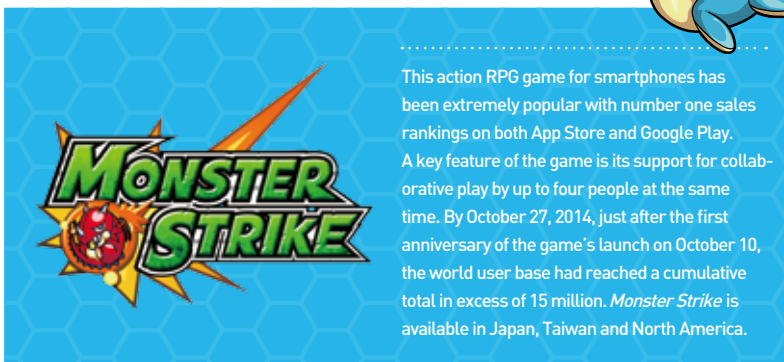 MONSTER
STRIKE
This action RPG game for smartphones has
been extremely popular with number one sales
rankings on both App Store and Google Play.
A key feature of the game is its support for collab-
orative play by up to four people at the same
time. By October 27, 2014, just after the first
anniversary of the game's launch on October 10,
the world user base had reached a cumulative
total in excess of 15 million. Monster Strike is
available in Japan, Taiwan and North America.